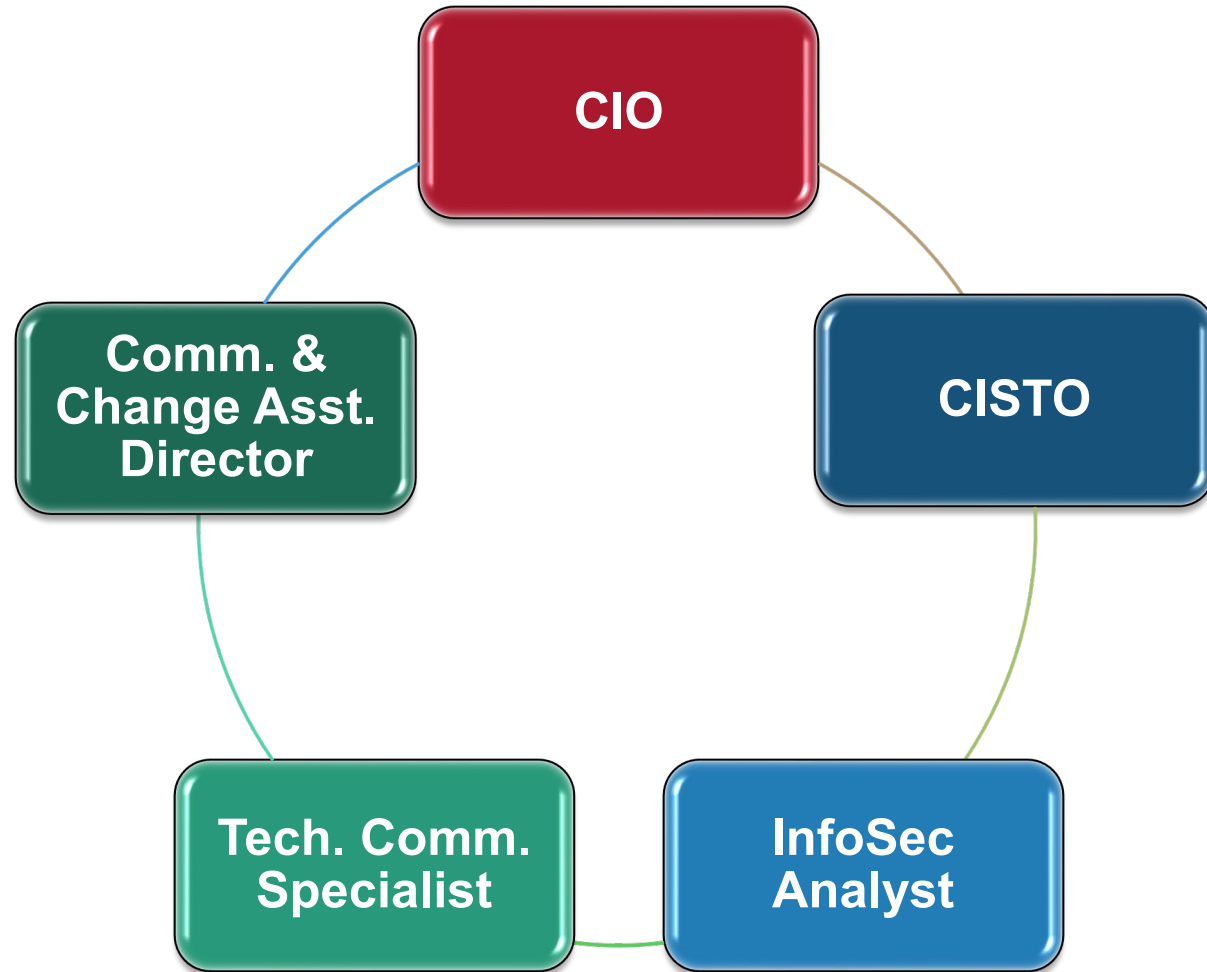 CIO
Comm. &
Change Asst.
Director
CISTO
Tech. Comm.
Specialist
InfoSec
Analyst